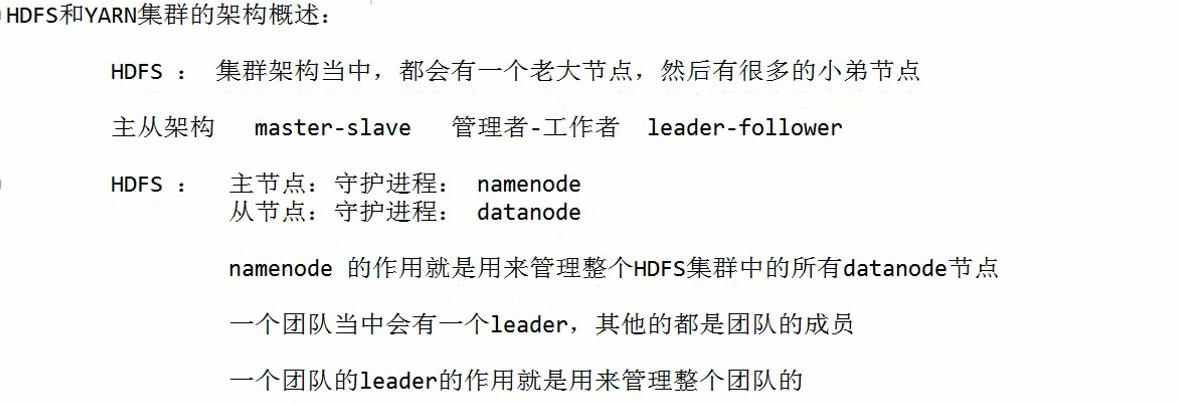 HDFS和YARN集群的架构概述：
HDFS ： 集群架构当中，都会有一个老大节点，然后有很多的小弟节点
主从架构 master-slave 管理者-工作者 leader-follower
HDFS ： 主节点：守护进程： namenode
从节点：守护进程： datanode
namenode 的作用就是用来管理整个HDFS集群中的所有datanode节点
一个团队当中会有一个leader，其他的都是团队的成员
一个团队的leader的作用就是用来管理整个团队的